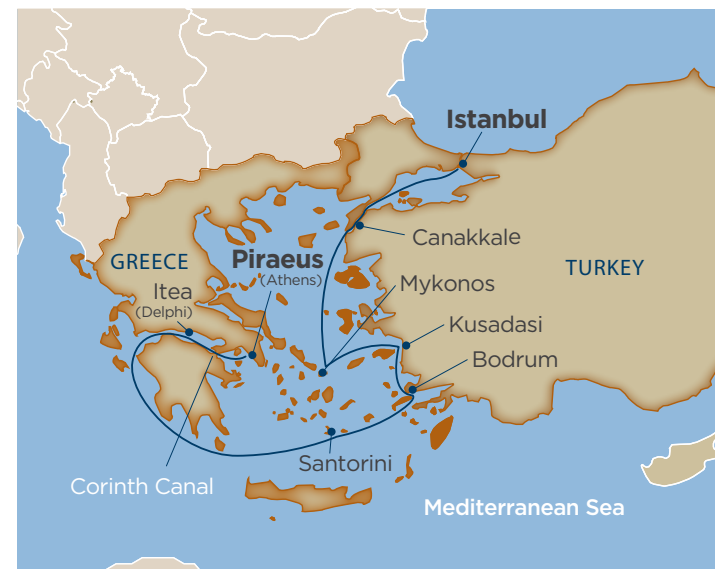 Istanbul
Canakkale
GREECE
Piraeus
(Athens)
TURKEY
Itea
(Delphi)
Mykonos
Kusadasi
Bodrum
Santorini
Corinth Canal
Mediterranean Sea